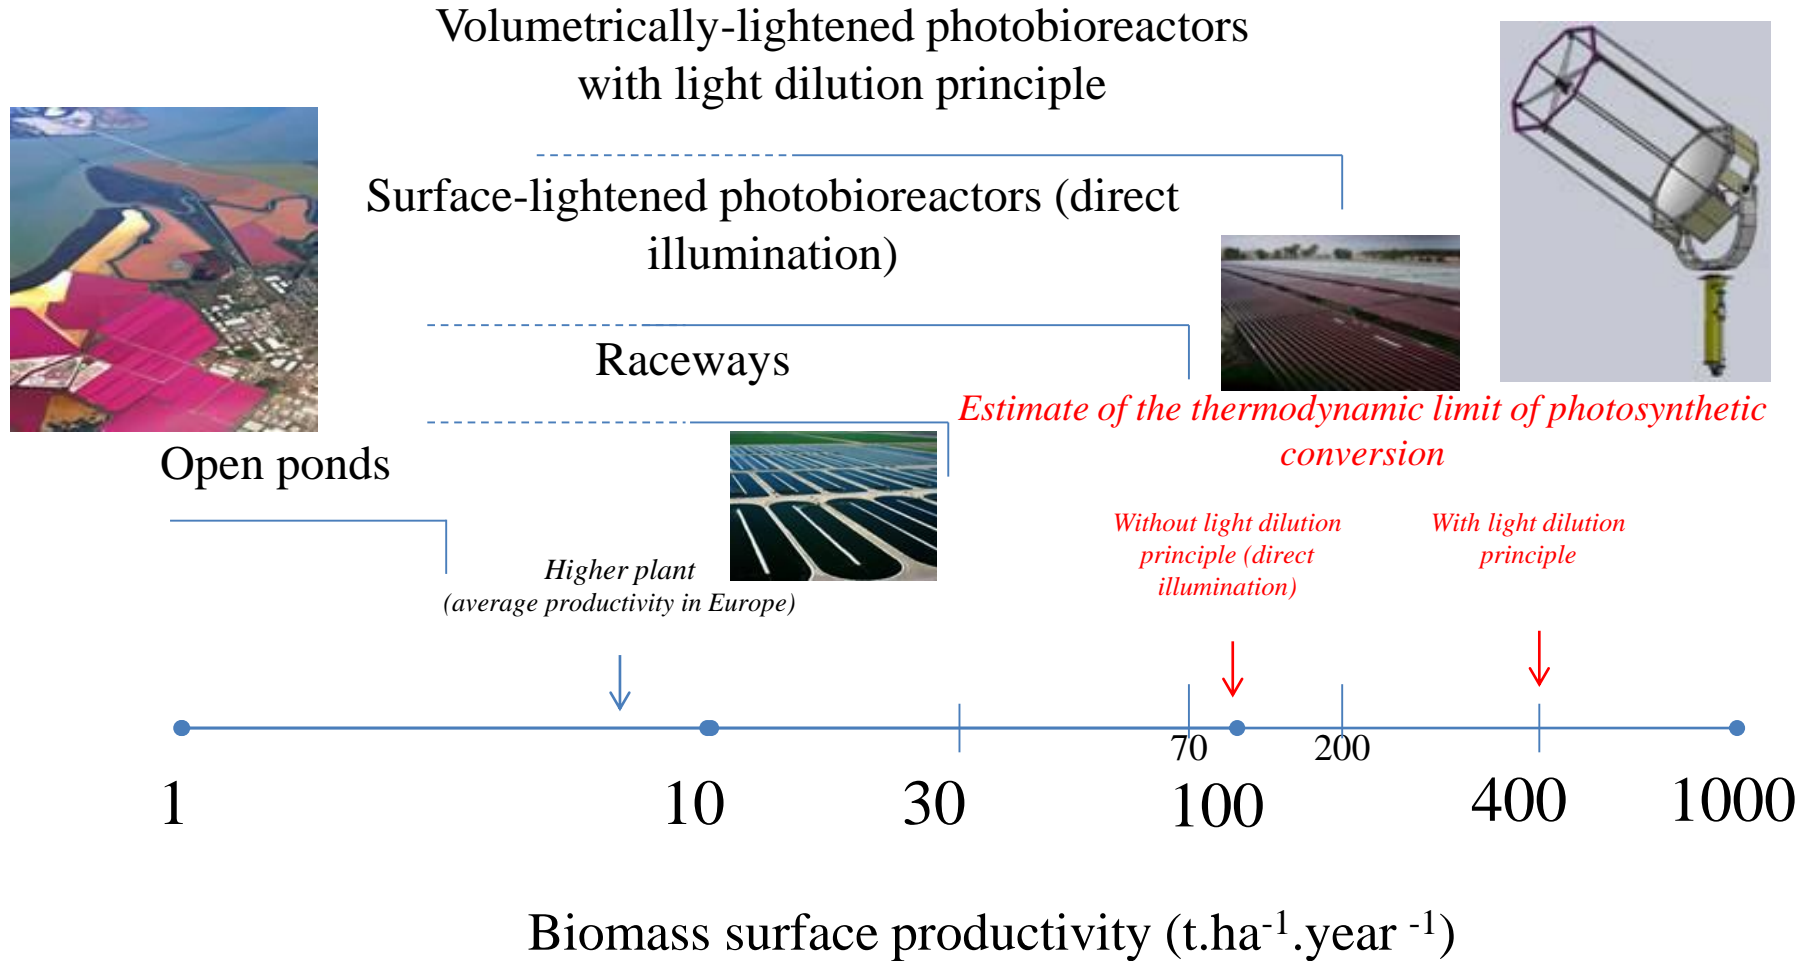 Volumetrically-lightened photobioreactors
with light dilution principle
Surface-lightened photobioreactors (direct
illumination)
Raceways
Estimate of the thermodynamic limit of photosynthetic
conversion
Open ponds
Without light dilution
principle (direct
illumination)
With light dilution
principle
Higher plant
(average productivity in Europe)
70
200
1
10
30
100
400
1000
Biomass surface productivity (t.ha-1.year -1)